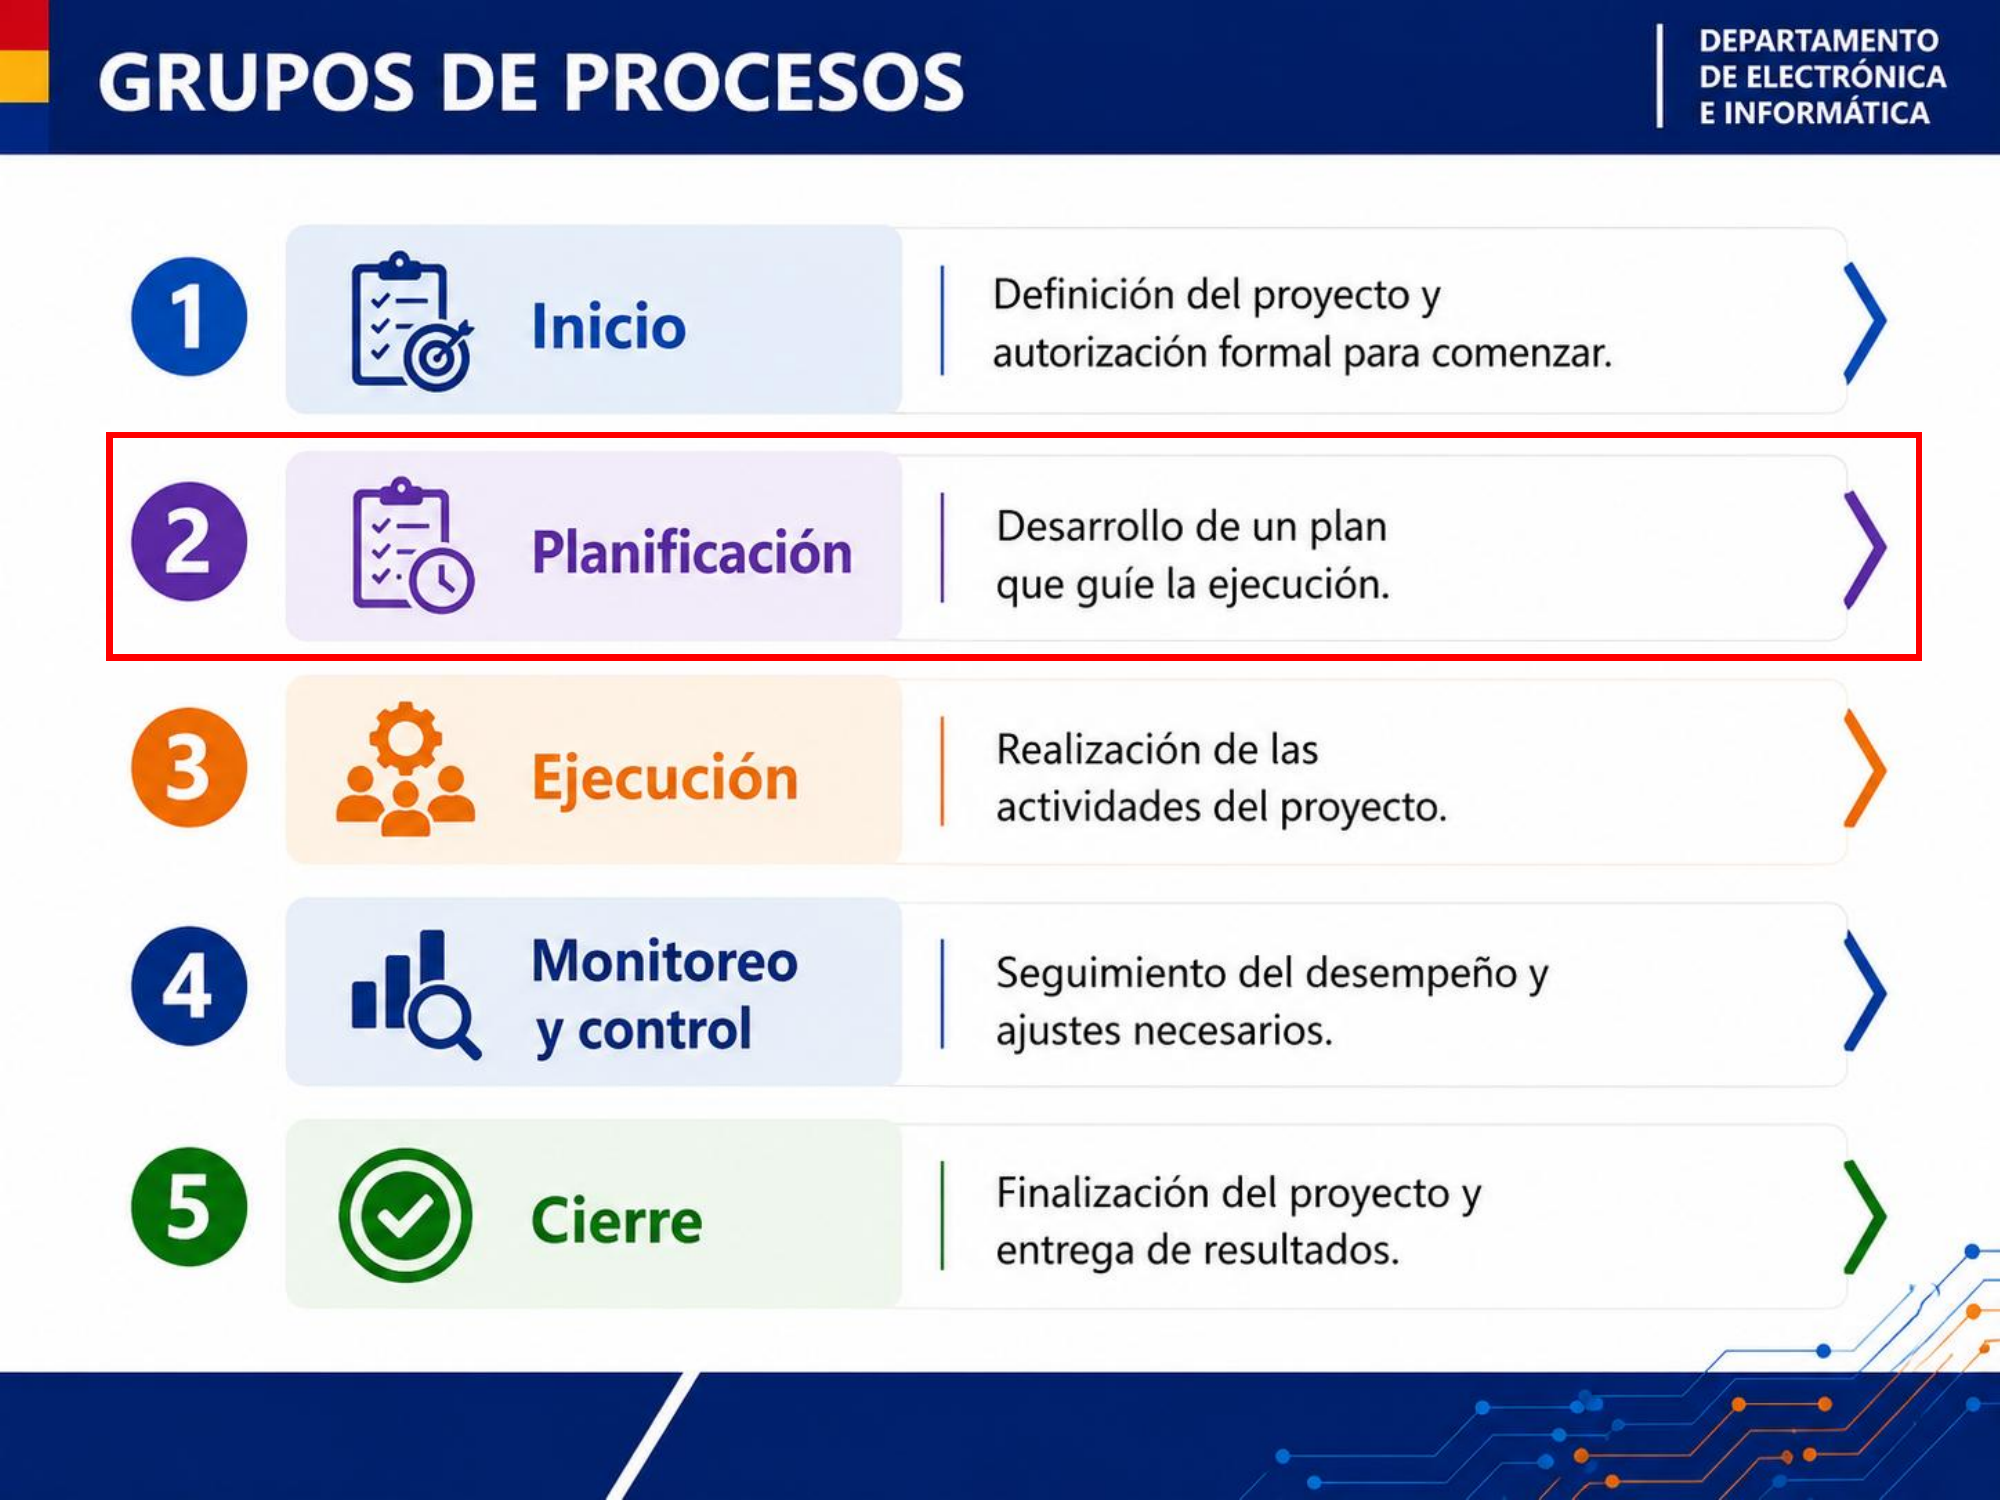 GRUPOS DE PROCESOS
DEPARTAMENTO
DE ELECTRÓNICA
E INFORMÁTICA
1
Inicio
Definición del proyecto y
autorización formal para comenzar.
2
Planificación
Desarrollo de un plan
que guíe la ejecución.
3
Ejecución
Realización de las
actividades del proyecto.
4
Monitoreo
y control
Seguimiento del desempeño y
ajustes necesarios.
5
Cierre
Finalización del proyecto y
entrega de resultados.